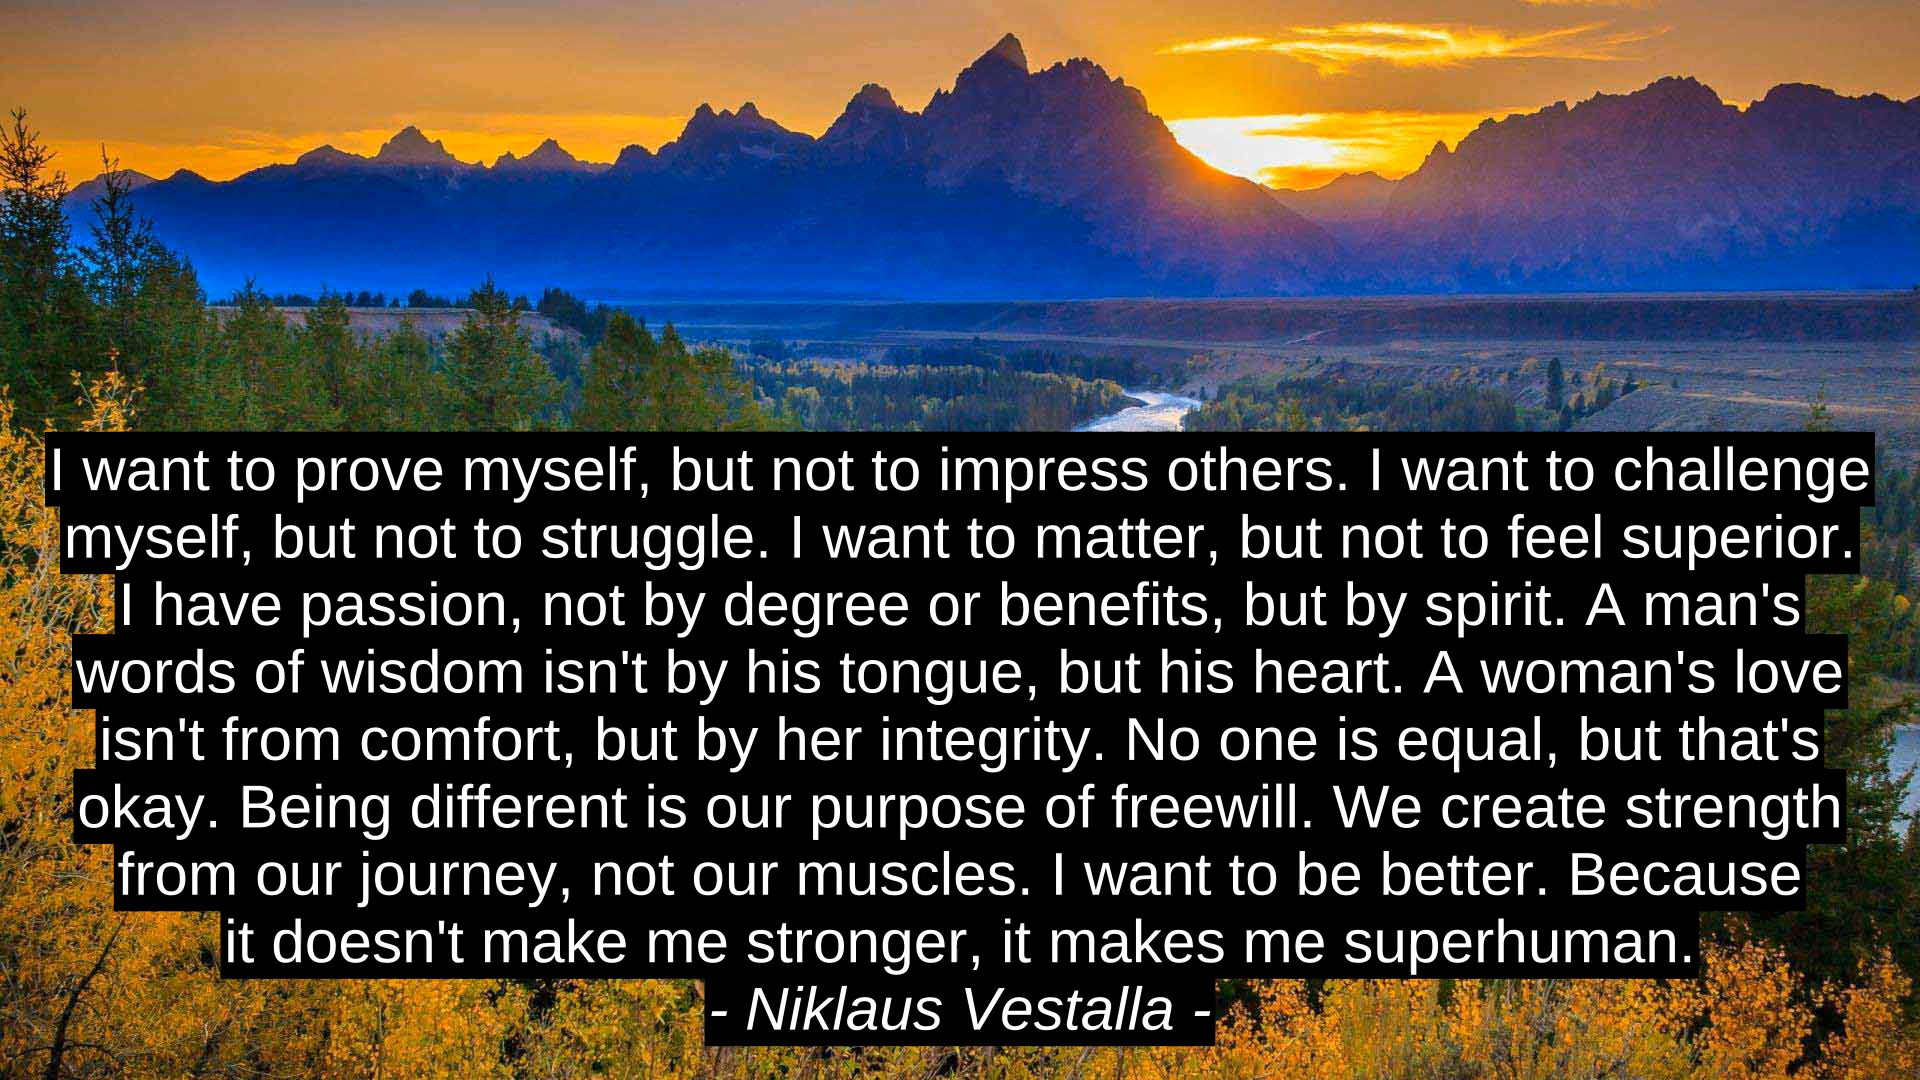 I want to prove myself, but not to impress others. I want to challenge
myself, but not to struggle. I want to matter, but not to feel superior.
I have passion, not by degree or benefits, but by spirit. A man's
words of wisdom isn't by his tongue, but his heart. A woman's love
isn't from comfort, but by her integrity. No one is equal, but that's
okay. Being different is our purpose of freewill. We create strength
from our journey, not our muscles. I want to be better. Because
it doesn't make me stronger, it makes me superhuman.
- Niklaus Vestalla -